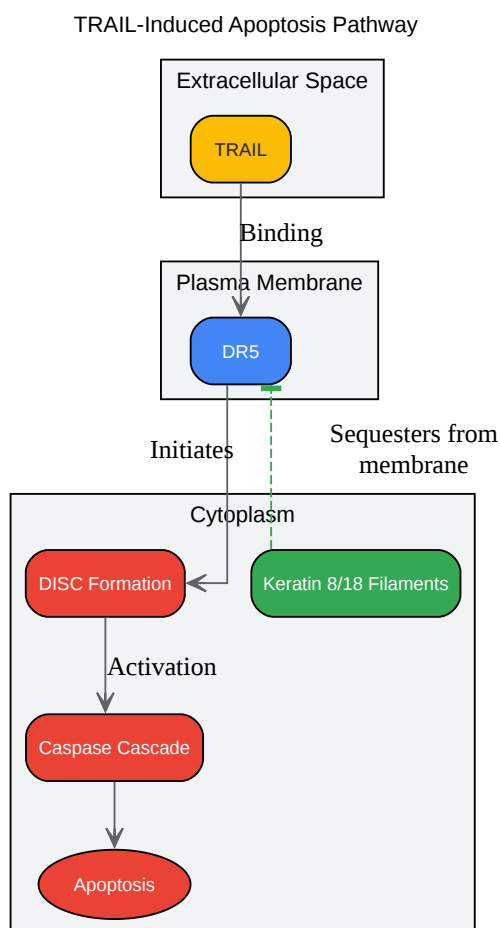 TRAIL-Induced Apoptosis Pathway
Extracellular Space
TRAIL
Binding
Plasma Membrane
DR5
Initiates
Sequesters from
membrane
Cytoplasm
DISC Formation
Keratin 8/18 Filaments
Activation
Caspase Cascade
Apoptosis